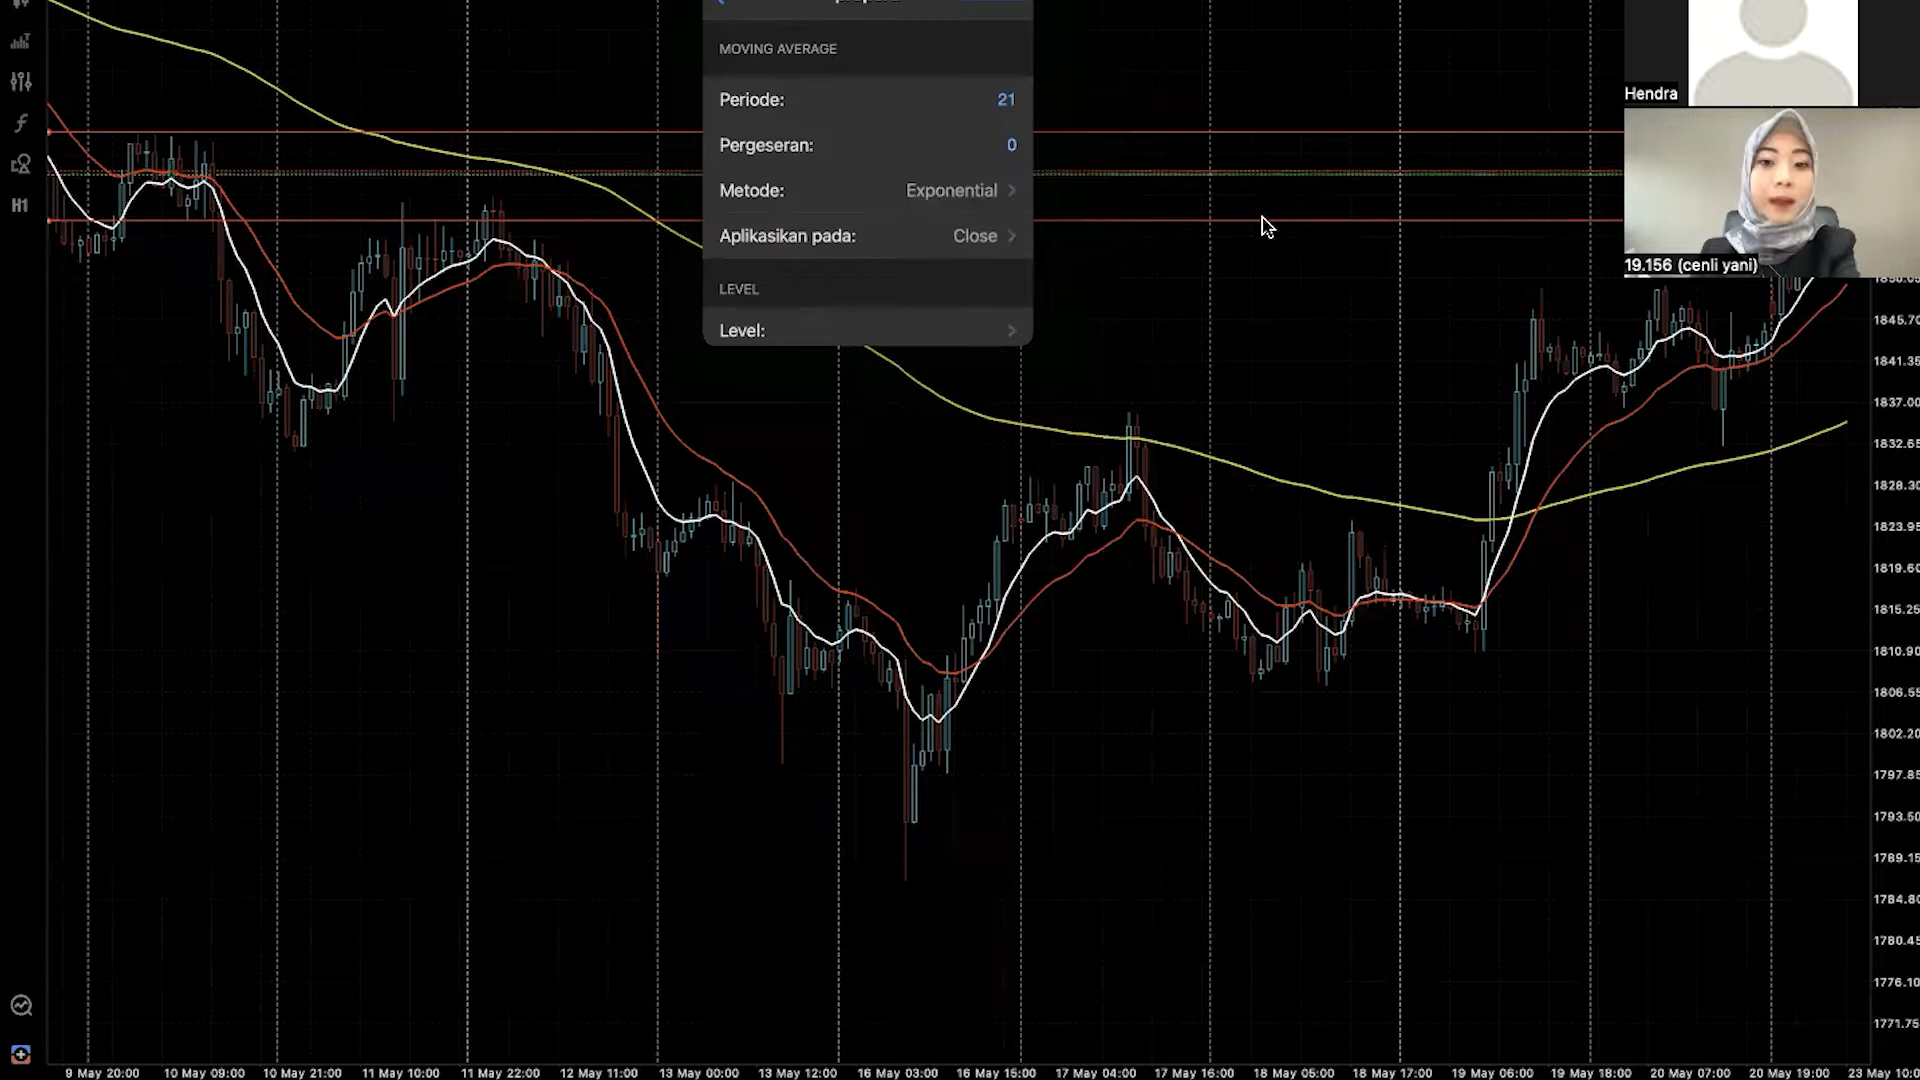 MOVING AVERAGE
Periode: 21
Pergeseran: 0
Metode: Exponential
Aplikasikan pada: Close
LEVEL
Level:
H1
Hendra
19.156 (cenli yani)
1845.70
1841.35
1837.00
1832.65
1828.30
1823.95
1819.60
1815.25
1810.90
1806.55
1802.20
1797.85
1793.50
1789.15
1784.80
1780.45
1776.10
1771.75
9 May 20:00 10 May 09:00 10 May 21:00 11 May 10:00 11 May 22:00 12 May 11:00 13 May 00:00 13 May 12:00 16 May 03:00 16 May 15:00 17 May 04:00 17 May 16:00 18 May 05:00 18 May 17:00 19 May 06:00 19 May 18:00 20 May 07:00 20 May 19:00 23 May 10:0